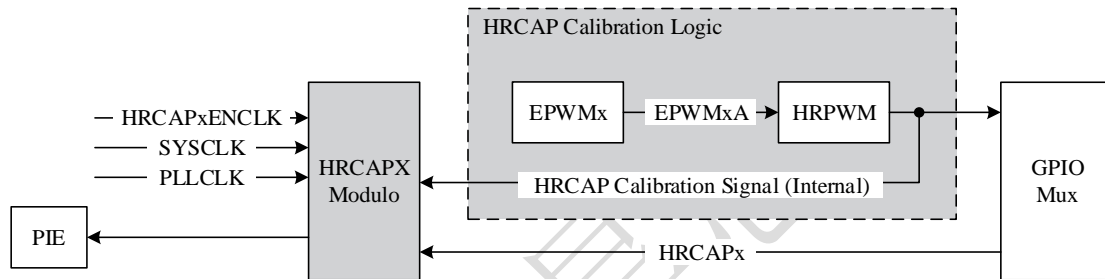 HRCAP Calibration Logic
HRCAPxENCLK
SYSCLK
PLLCLK
HRCAPX
Modulo
EPWMx
EPWMxA
HRPWM
HRCAP Calibration Signal (Internal)
GPIO
Mux
PIE
HRCAPx